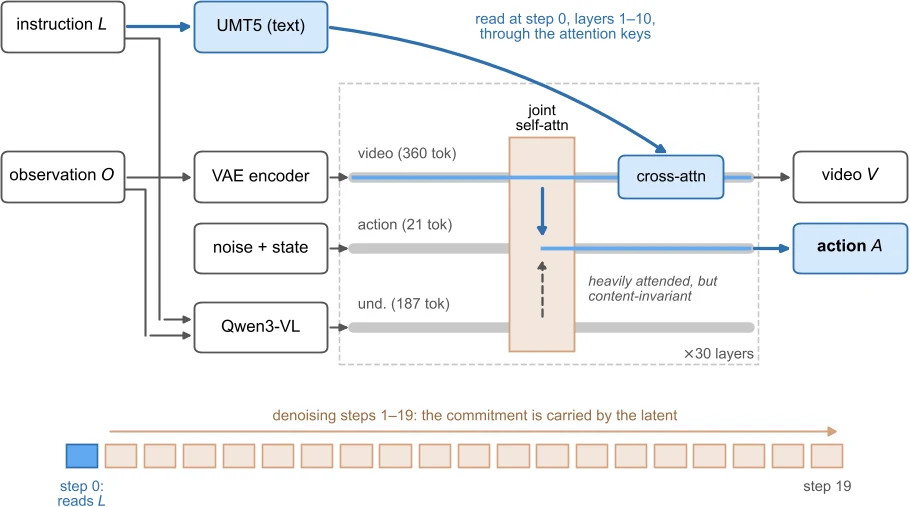 instruction L
UMT5 (text)
read at step 0, layers 1–10,
through the attention keys
joint
self-attn
observation O
VAE encoder
video (360 tok)
cross-attn
video V
noise + state
action (21 tok)
action A
heavily attended, but
content-invariant
Qwen3-VL
und. (187 tok)
×30 layers
denoising steps 1–19: the commitment is carried by the latent
step 0:
reads L
step 19